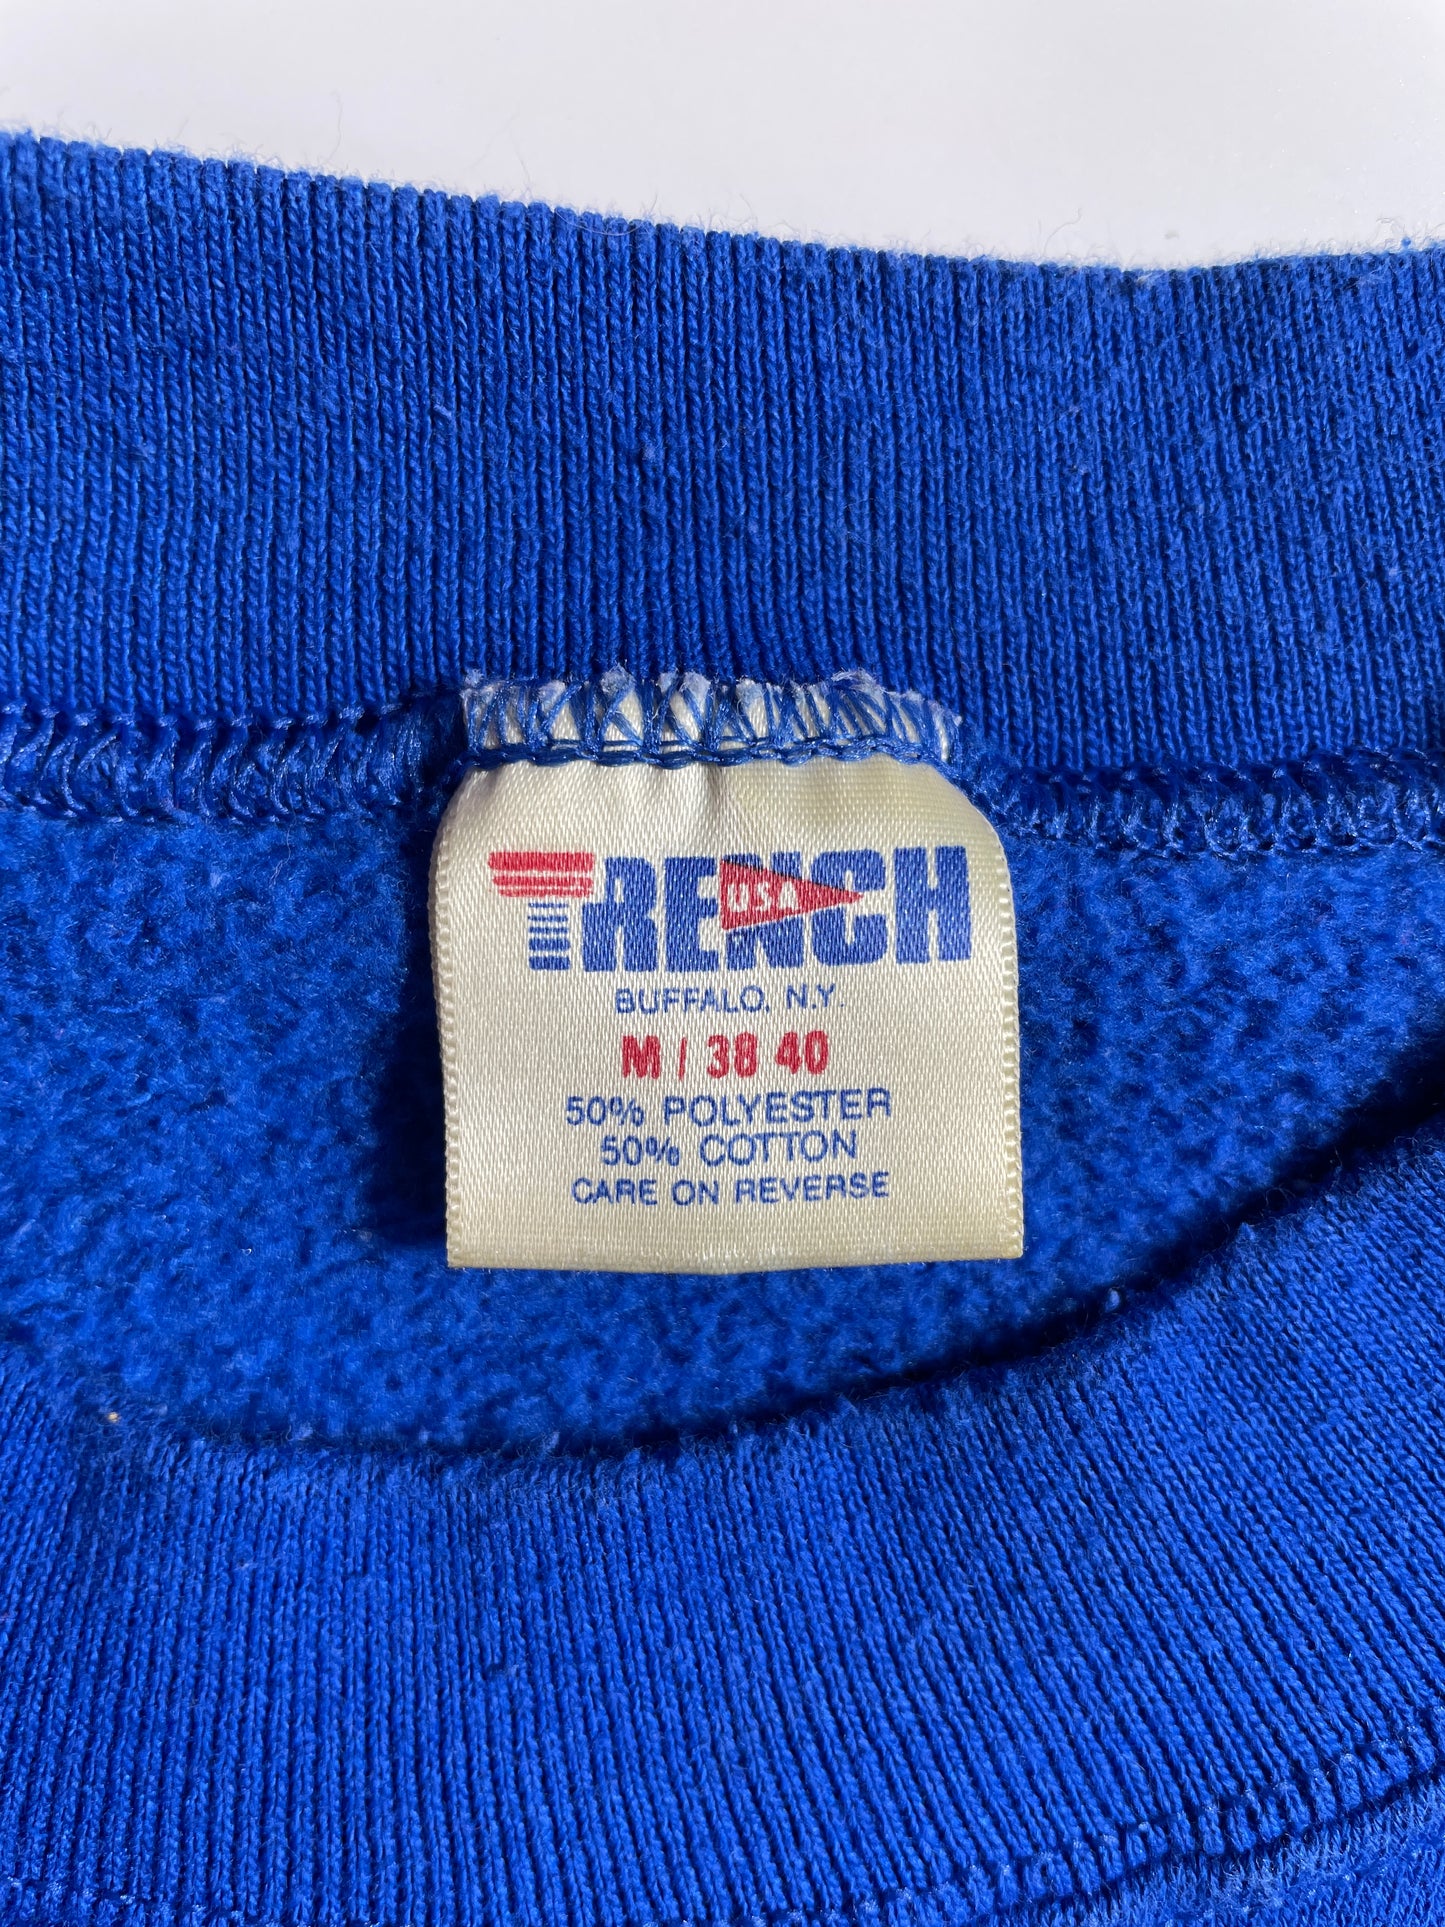 TRENCH
USA
BUFFALO, N.Y.
M / 38 40
50% POLYESTER
50% COTTON
CARE ON REVERSE